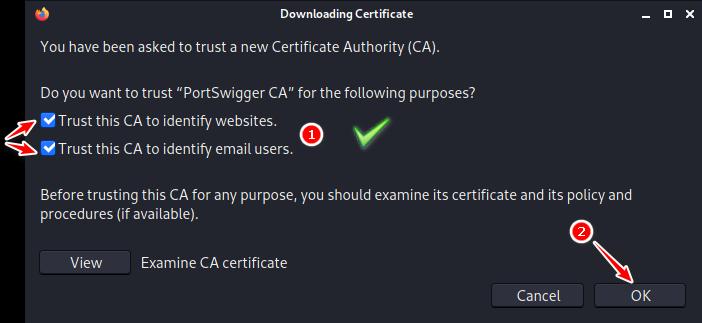 Downloading Certificate
You have been asked to trust a new Certificate Authority (CA).
Do you want to trust “PortSwigger CA” for the following purposes?
Trust this CA to identify websites.
1
Trust this CA to identify email users.
Before trusting this CA for any purpose, you should examine its certificate and its policy and
procedures (if available).
2
View Examine CA certificate
Cancel OK